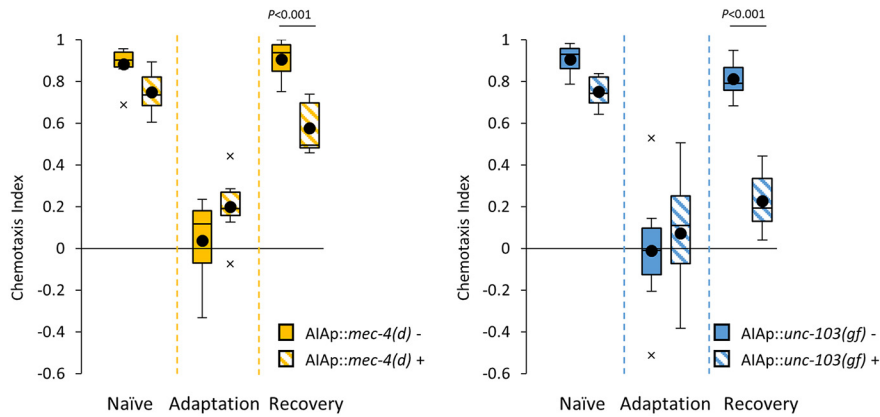 P<0.001
1
0.8
0.6
0.4
0.2
0
-0.2
-0.4
-0.6
Chemotaxis Index
×
×
×
AIAp::mec-4(d) -
AIAp::mec-4(d) +
Naïve Adaptation Recovery
P<0.001
1
0.8
0.6
0.4
0.2
0
-0.2
-0.4
-0.6
Chemotaxis Index
×
×
AIAp::unc-103(gf) -
AIAp::unc-103(gf) +
Naïve Adaptation Recovery